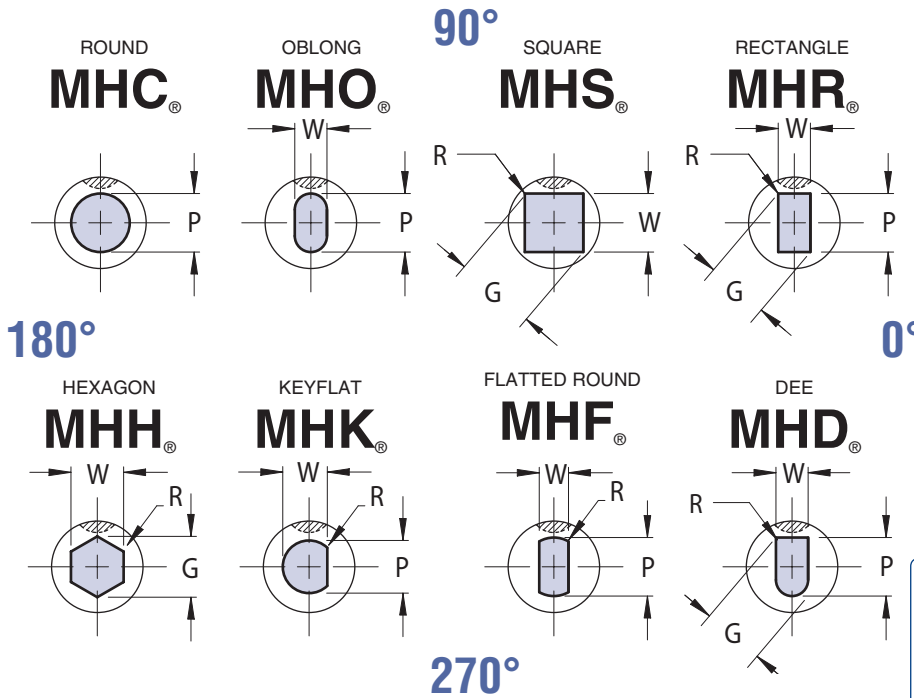 90°
ROUND
MHC®
P
OBLONG
MHO®
W
P
SQUARE
MHS®
R
W
G
RECTANGLE
MHR®
W
R
P
G
180°
0°
HEXAGON
MHH®
W
R
G
KEYFLAT
MHK®
W
R
P
FLATTED ROUND
MHF®
W
R
P
DEE
MHD®
W
R
P
G
270°